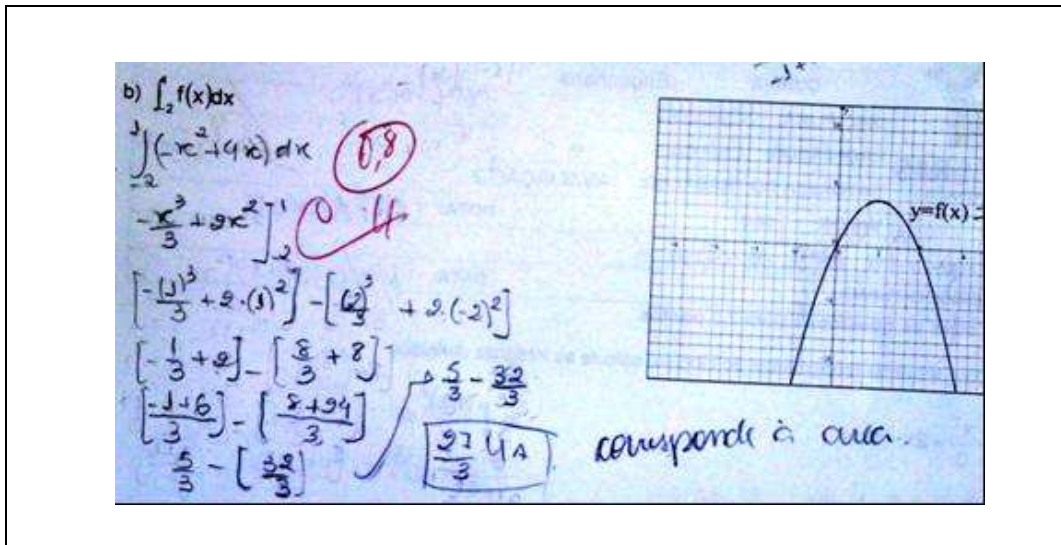 b) ∫₋₂¹ f(x)dx
∫₋₂¹ (-x²+4x) dx
0,8
-x³/3 + 2x² ]₋₂¹
[-(1)³/3 + 2·(1)²] - [(2)³/3 + 2·(-2)²]
[-1/3 + 2] - [8/3 + 8]
[-1+6/3] - [8+24/3]
5/3 - [32/3]
5/3 - 32/3
27/3 UA
y=f(x)
corresponde à área.